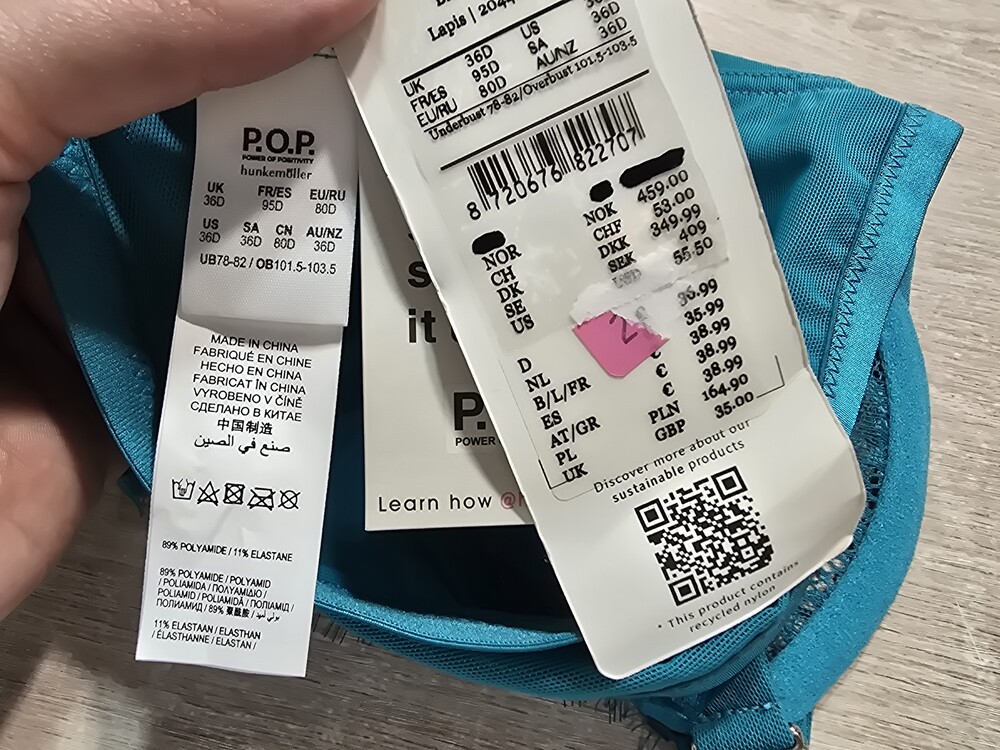 P.O.P.
POWER OF POSITIVITY
hunkemöller
UK FR/ES EU/RU
36D 95D 80D
US SA CN AU/NZ
36D 36D 80D 36D
UB78-82 / OB101.5-103.5
MADE IN CHINA
FABRIQUÉ EN CHINE
HECHO EN CHINA
FABRICAT ÎN CHINA
VYROBENO V ČÍNĚ
СДЕЛАНО В КИТАЕ
中国制造
صنع في الصين
89% POLYAMIDE / 11% ELASTANE
89% POLYAMIDE / POLYAMID
/ POLIAMIDA / ΠΟΛΥΑΜΙΔΙΟ /
POLIAMID / POLIAMIDĂ / ПОЛІАМІД /
ПОЛИАМИД / 89% 聚酰胺 / بولي أميد
11% ELASTAAN / ELASTHAN
/ ÉLASTHANNE / ELASTAN /
it
P.
POWER
Learn how
Lapis
36D US 36D
UK 36D
FR/ES 95D SA 36D
EU/RU 80D AU/NZ 36D
Underbust 78-82/Overbust 101.5-103.5
8 720676 822707
NOR NOK 459.00
CH CHF 53.00
DK DKK 349.99
SE SEK 409
US USD 55.50
D 36.99
NL 35.99
B/L/FR € 38.99
ES € 38.99
AT/GR € 38.99
PL PLN 164.90
UK GBP 35.00
Discover more about our
sustainable products
* This product contains
recycled nylon